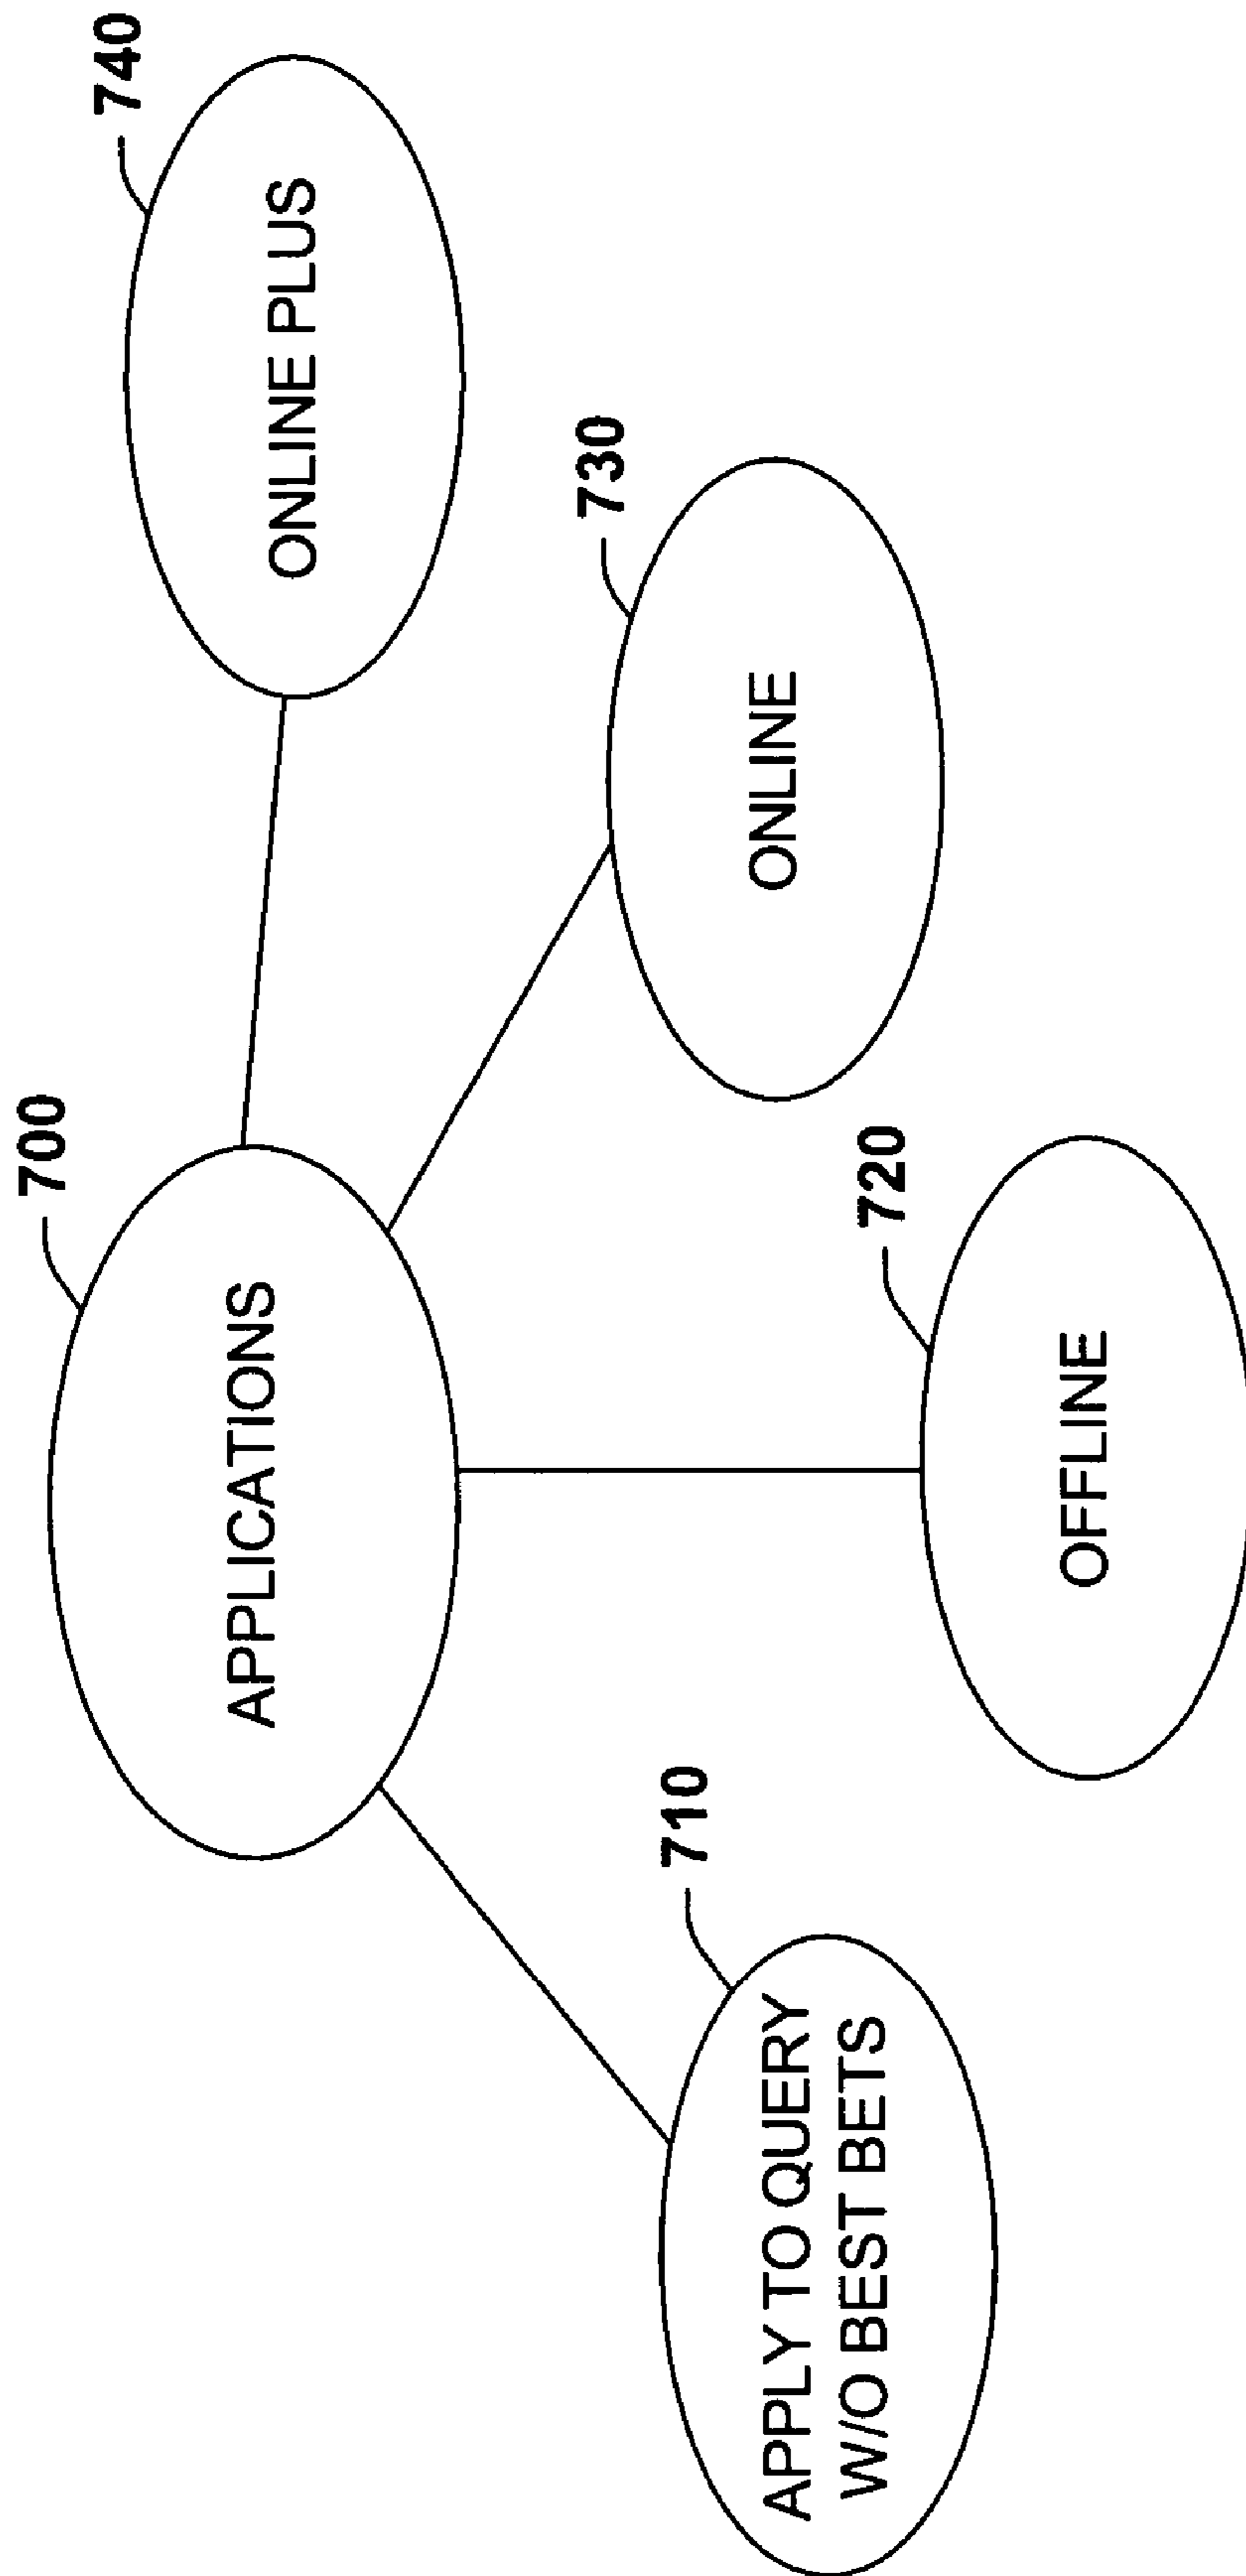 700
APPLICATIONS
740
ONLINE PLUS
730
ONLINE
710
APPLY TO QUERY
W/O BEST BETS
720
OFFLINE